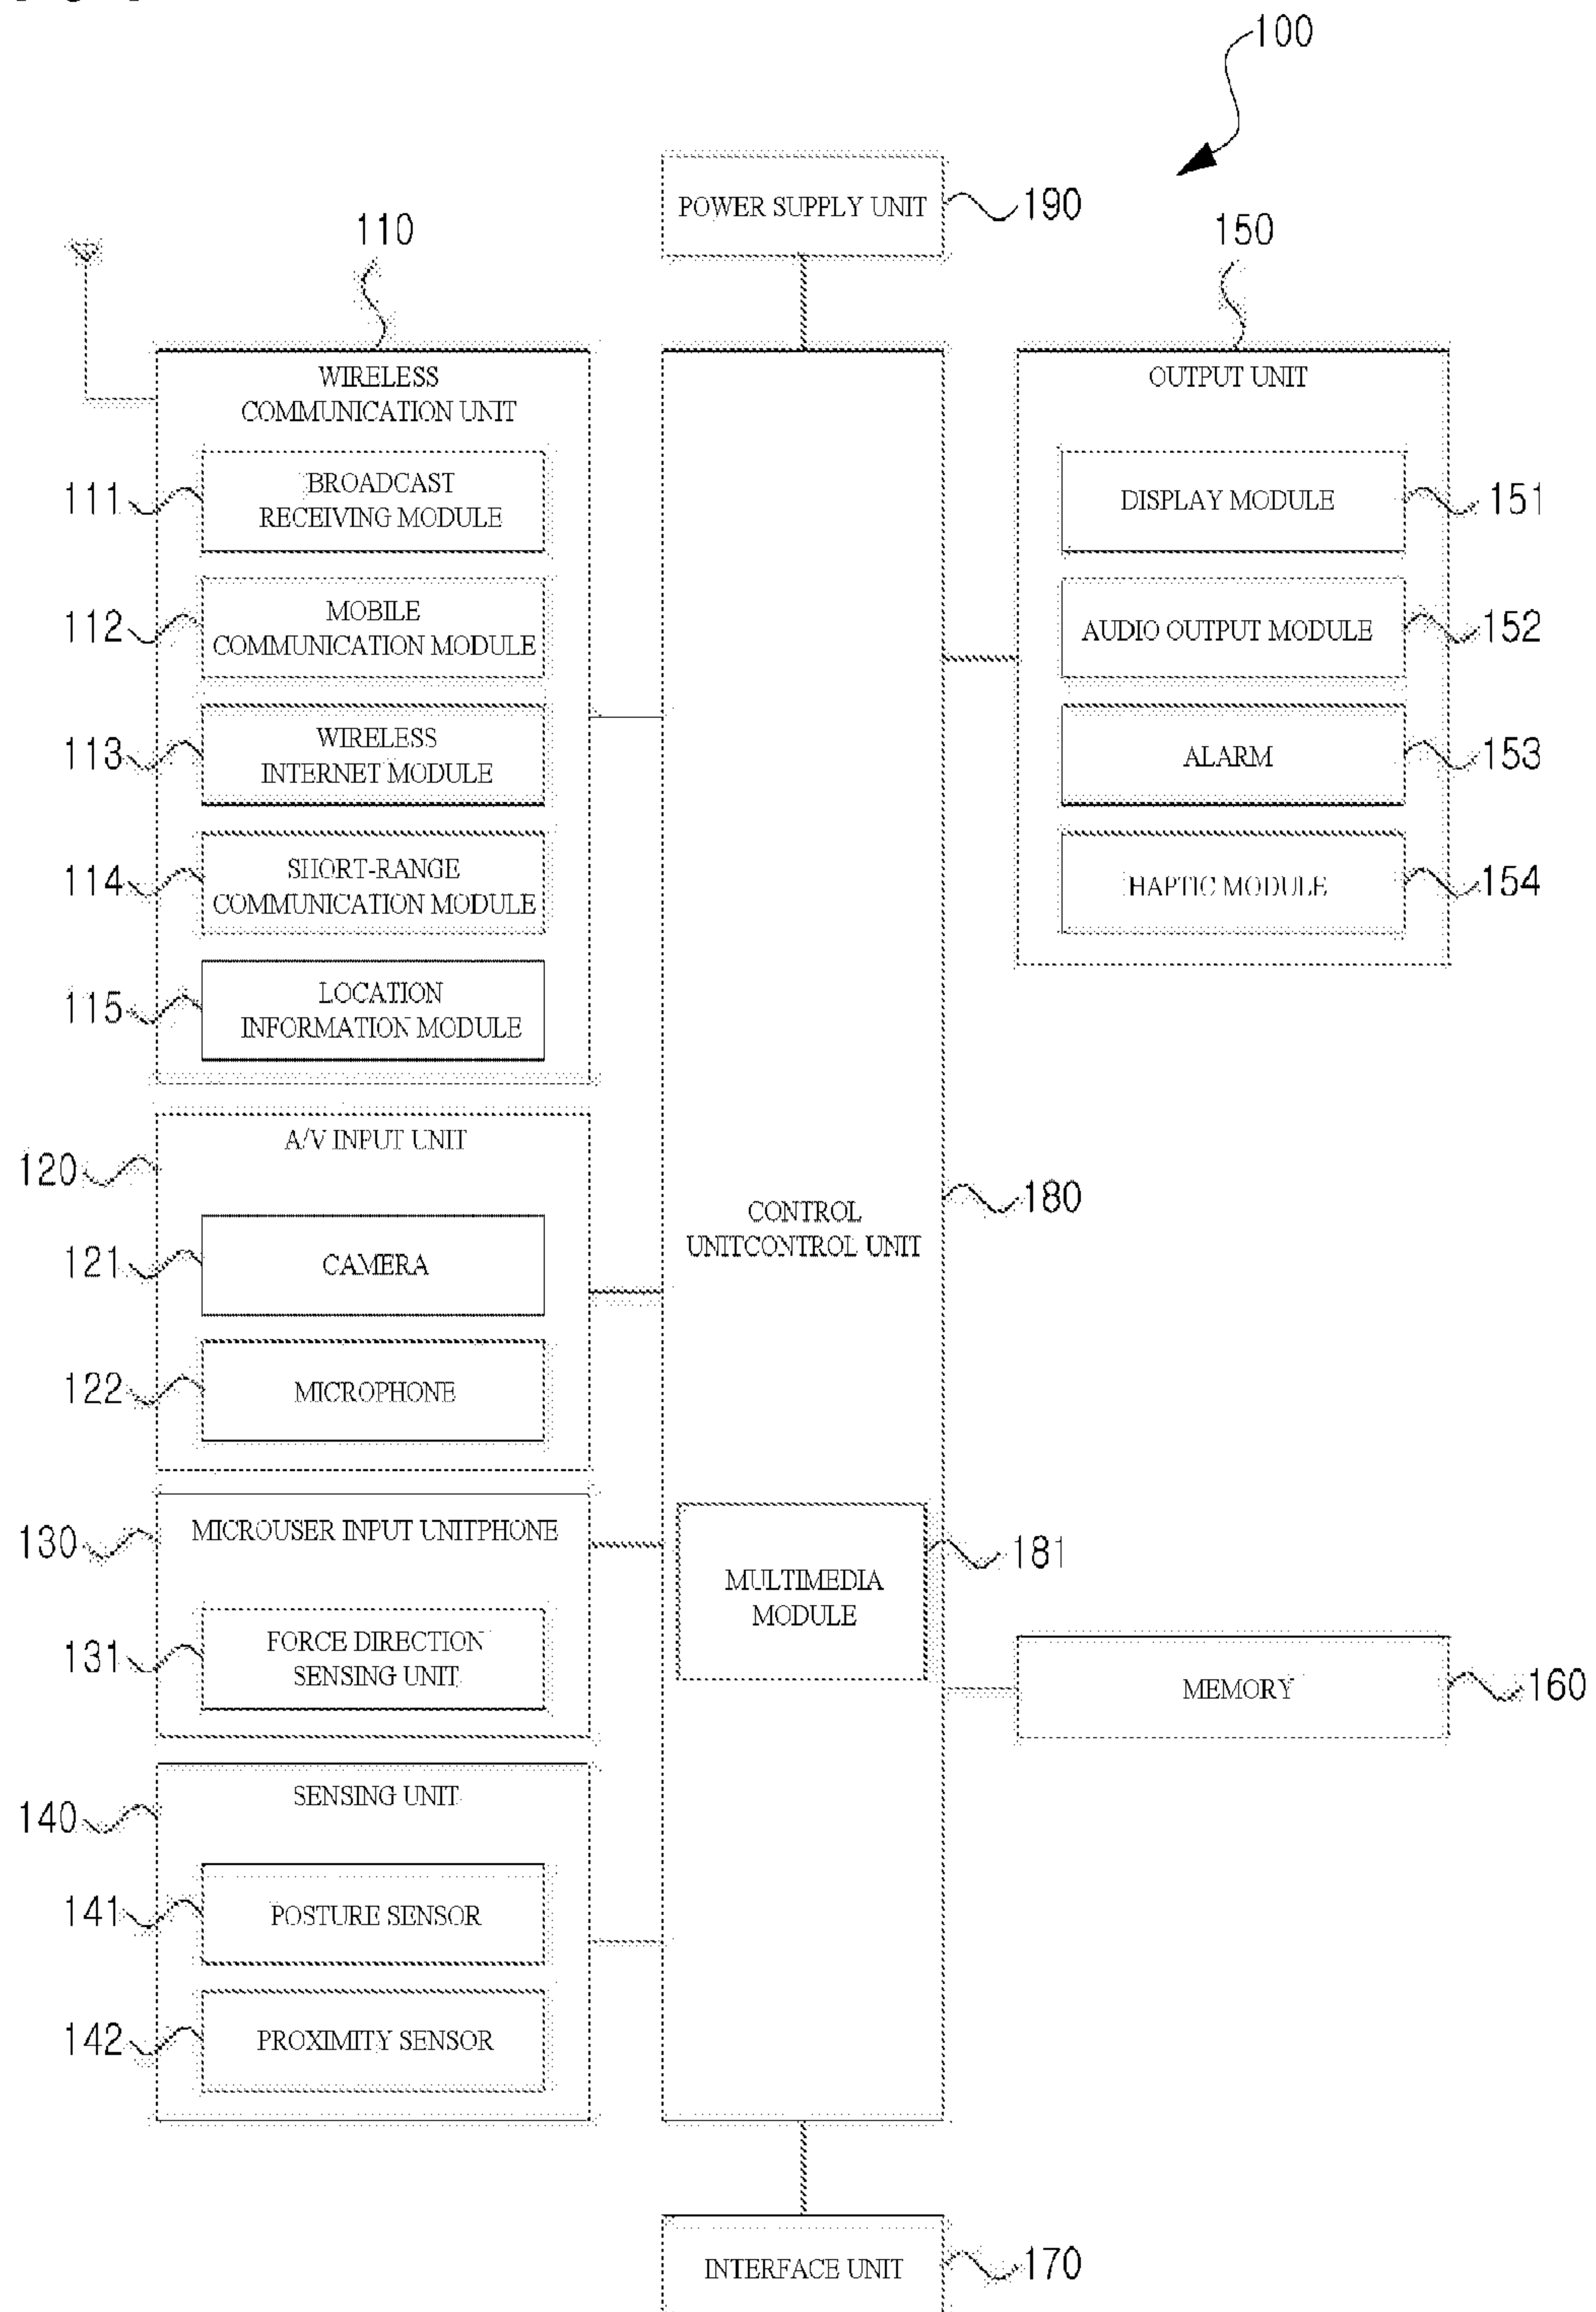 100
POWER SUPPLY UNIT
190
110
150
WIRELESS
COMMUNICATION UNIT
OUTPUT UNIT
111
BROADCAST
RECEIVING MODULE
DISPLAY MODULE
151
112
MOBILE
COMMUNICATION MODULE
AUDIO OUTPUT MODULE
152
113
WIRELESS
INTERNET MODULE
ALARM
153
114
SHORT-RANGE
COMMUNICATION MODULE
HAPTIC MODULE
154
115
LOCATION
INFORMATION MODULE
A/V INPUT UNIT
120
CONTROL
UNITCONTROL UNIT
180
121
CAMERA
122
MICROPHONE
130
MICROUSER INPUT UNITPHONE
181
MULTIMEDIA
MODULE
131
FORCE DIRECTION
SENSING UNIT
MEMORY
160
SENSING UNIT
140
141
POSTURE SENSOR
142
PROXIMITY SENSOR
INTERFACE UNIT
170